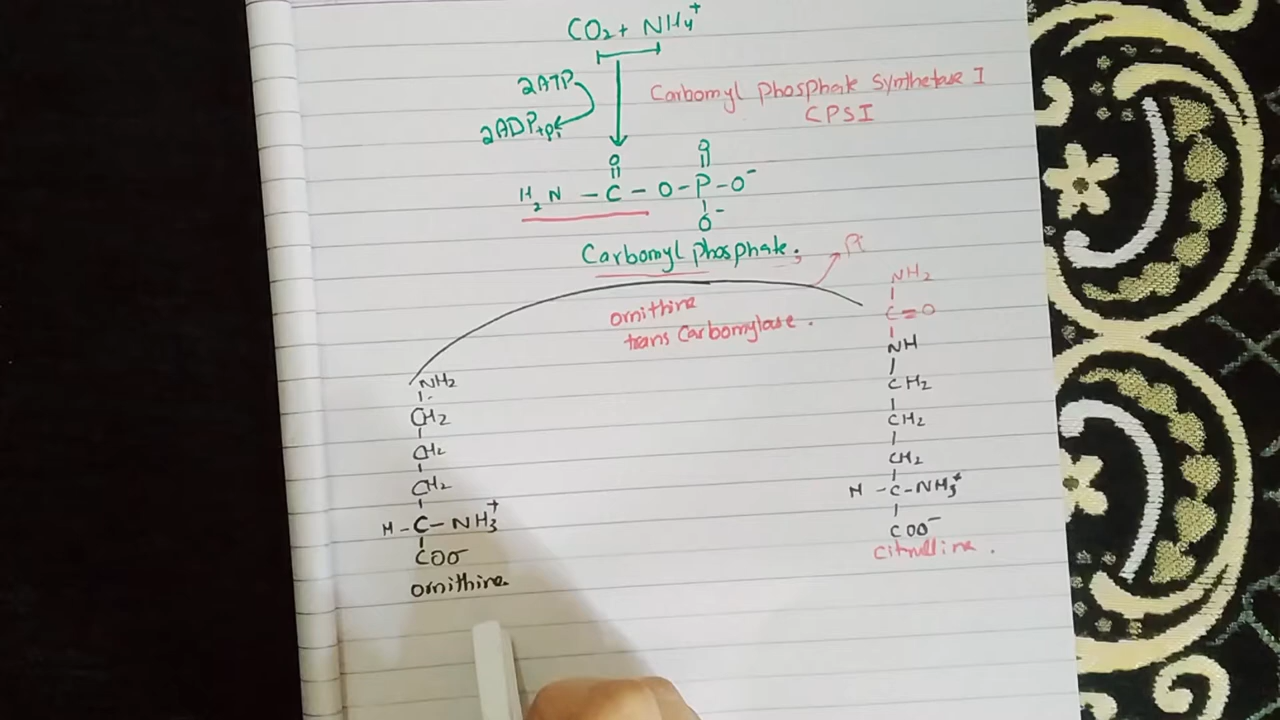 CO₂ + NH₄⁺
2ATP
2ADP+Pi
Carbomyl phosphate synthetase I
CPSI
O
H₂N - C - O - P - O⁻
O
O⁻
Carbomyl phosphate.
Pi
ornithine
trans Carbomylase.
NH₂
CH₂
CH₂
CH₂
H - C - NH₃⁺
COO⁻
ornithine
NH₂
C = O
NH
CH₂
CH₂
CH₂
H - C - NH₃⁺
COO⁻
citrulline.